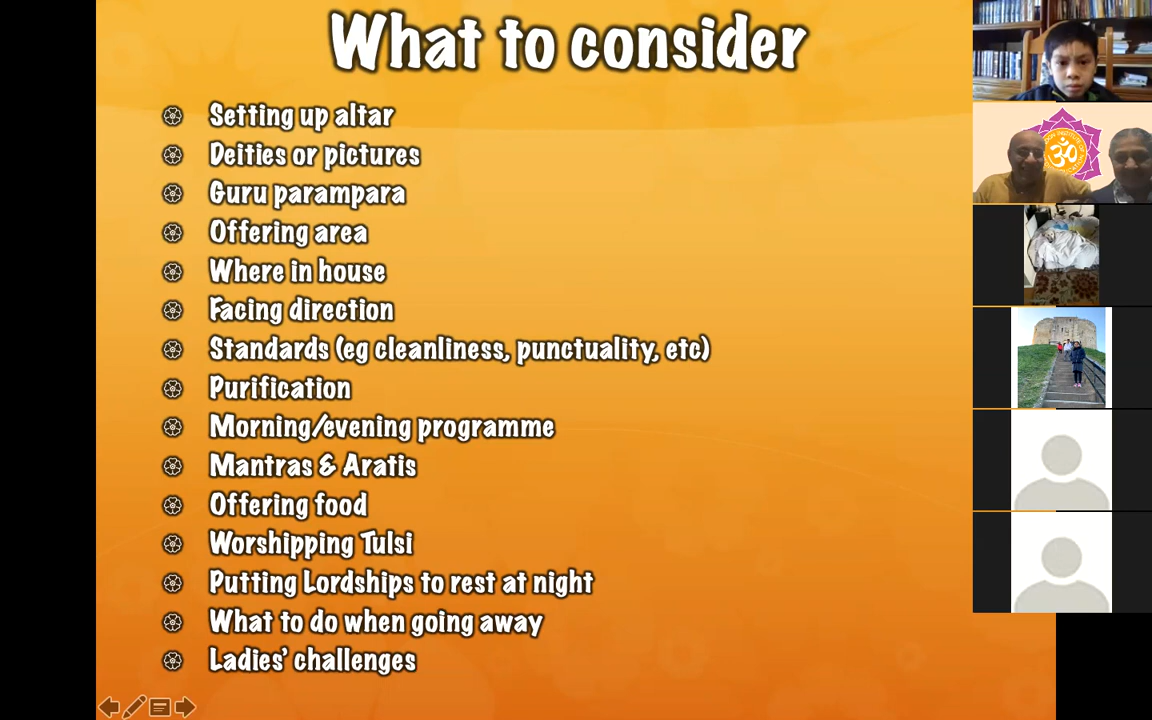 What to consider
Setting up altar
Deities or pictures
Guru parampara
Offering area
Where in house
Facing direction
Standards (eg cleanliness, punctuality, etc)
Purification
Morning/evening programme
Mantras & Aratis
Offering food
Worshipping Tulsi
Putting Lordships to rest at night
What to do when going away
Ladies’ challenges
ॐ